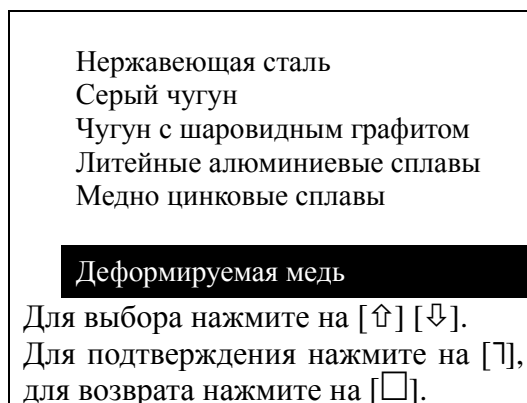 Нержавеющая сталь
Серый чугун
Чугун с шаровидным графитом
Литейные алюминиевые сплавы
Медно цинковые сплавы
Деформируемая медь
Для выбора нажмите на [⇧] [⇩].
Для подтверждения нажмите на [⅂],
для возврата нажмите на [☐].